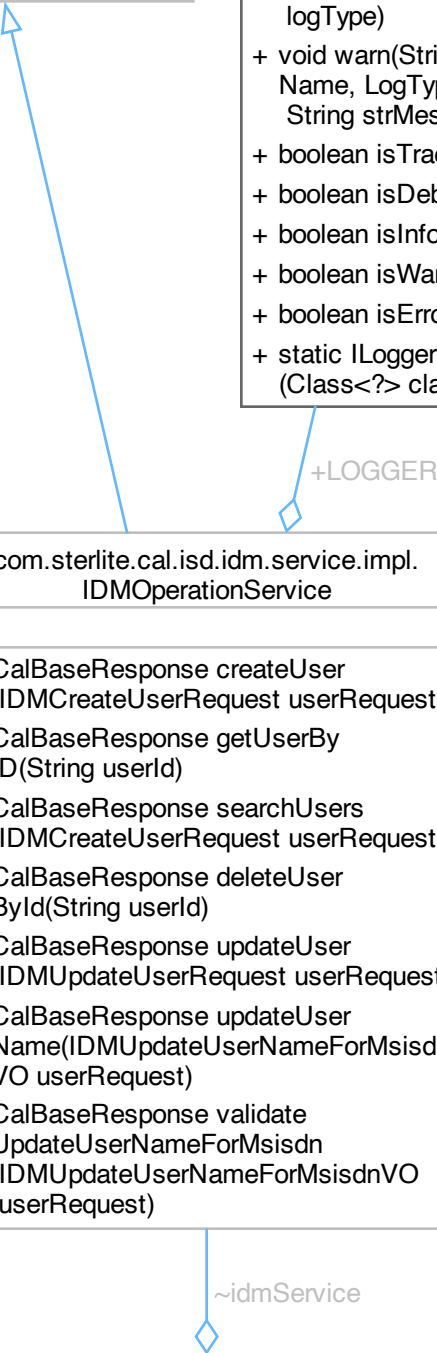 logType)
+ void warn(Stri
Name, LogTy
String strMes
+ boolean isTra
+ boolean isDeb
+ boolean isInfo
+ boolean isWar
+ boolean isErro
+ static ILogger
(Class<?> cla
+LOGGER
com.sterlite.cal.isd.idm.service.impl.
IDMOperationService
CalBaseResponse createUser
IDMCreateUserRequest userRequest
CalBaseResponse getUserBy
ID(String userId)
CalBaseResponse searchUsers
IDMCreateUserRequest userRequest
CalBaseResponse deleteUser
ById(String userId)
CalBaseResponse updateUser
IDMUpdateUserRequest userRequest
CalBaseResponse updateUser
Name(IDMUpdateUserNameForMsisd
VO userRequest)
CalBaseResponse validate
UpdateUserNameForMsisdn
IDMUpdateUserNameForMsisdnVO
userRequest)
~idmService